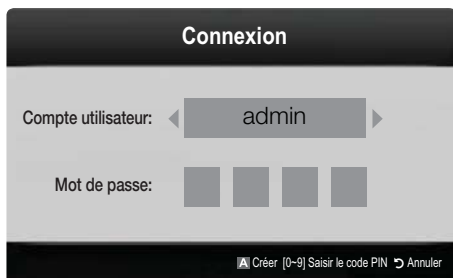 Connexion
Compte utilisateur: admin
Mot de passe:
A Créer [0~9] Saisir le code PIN Annuler